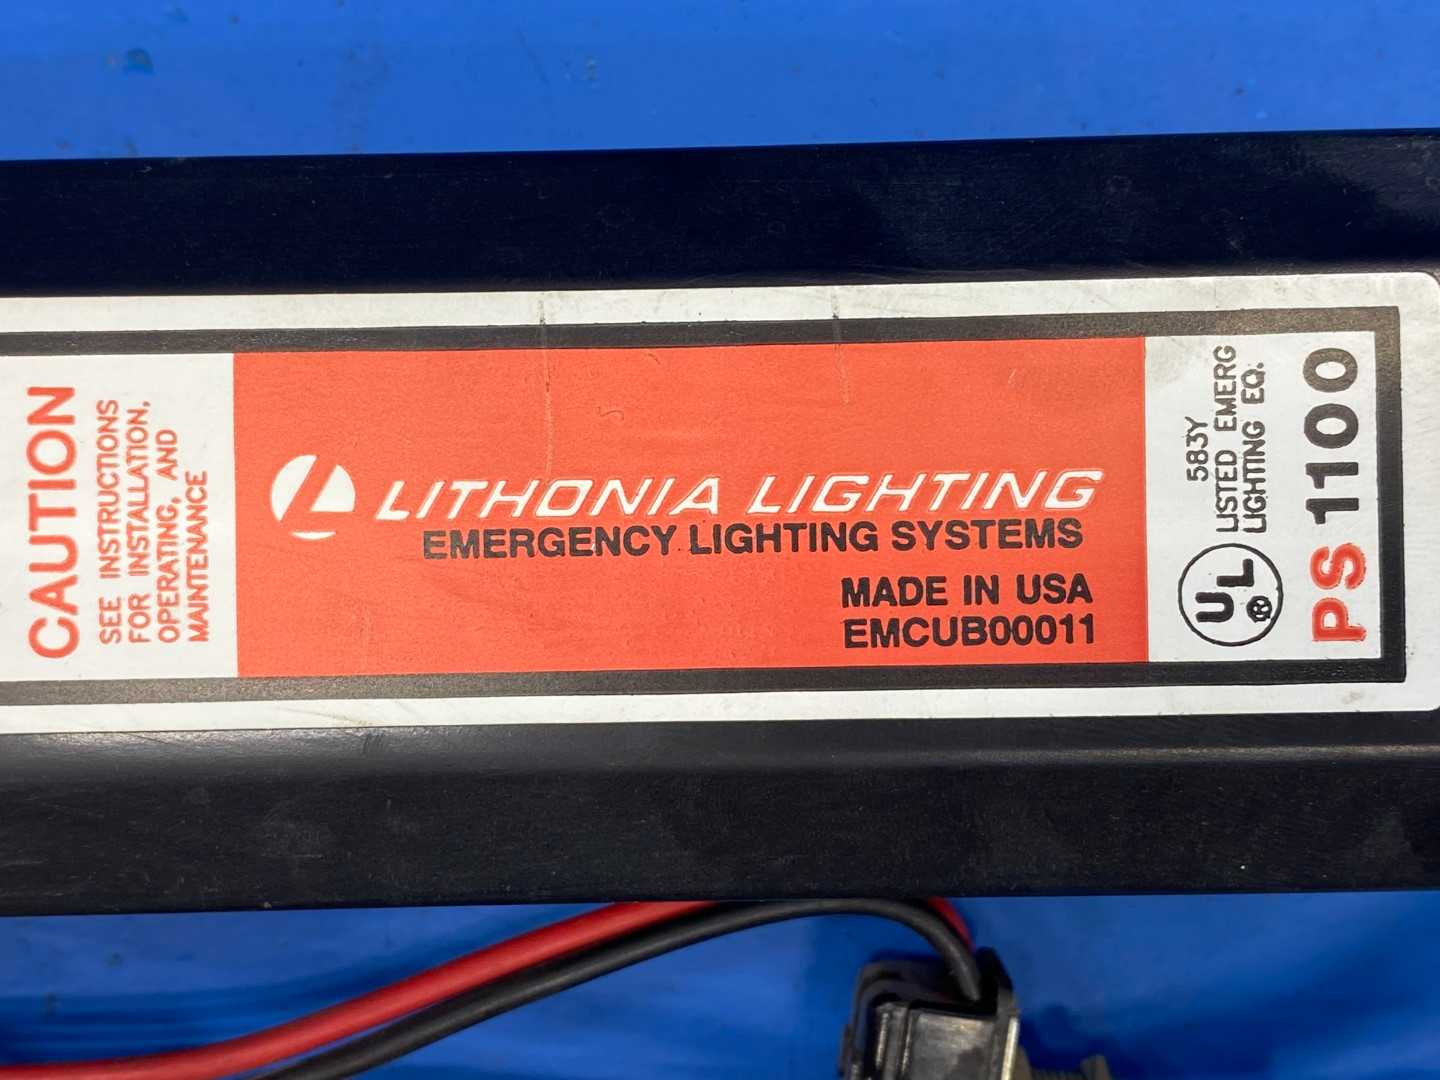 CAUTION
SEE INSTRUCTIONS
FOR INSTALLATION,
OPERATING, AND
MAINTENANCE
LITHONIA LIGHTING
EMERGENCY LIGHTING SYSTEMS
MADE IN USA
EMCUB00011
583Y
UL ® LISTED EMERG
LIGHTING EQ.
PS 1100